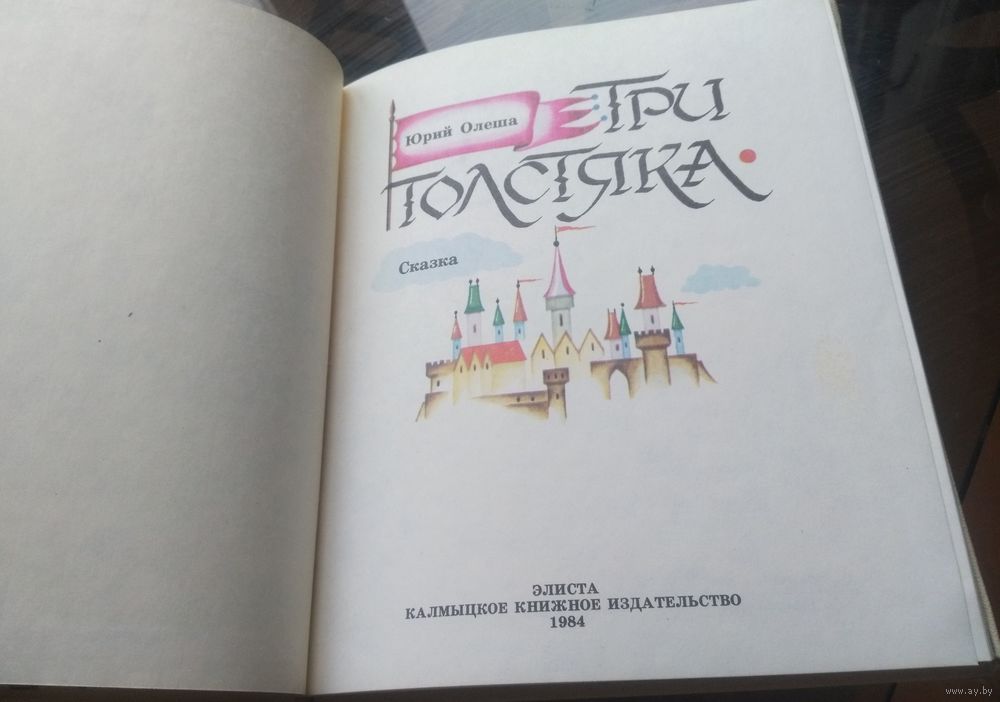 Юрий Олеша
ТРИ
ТОЛСТЯКА
Сказка
ЭЛИСТА
КАЛМЫЦКОЕ КНИЖНОЕ ИЗДАТЕЛЬСТВО
1984
www.ay.by